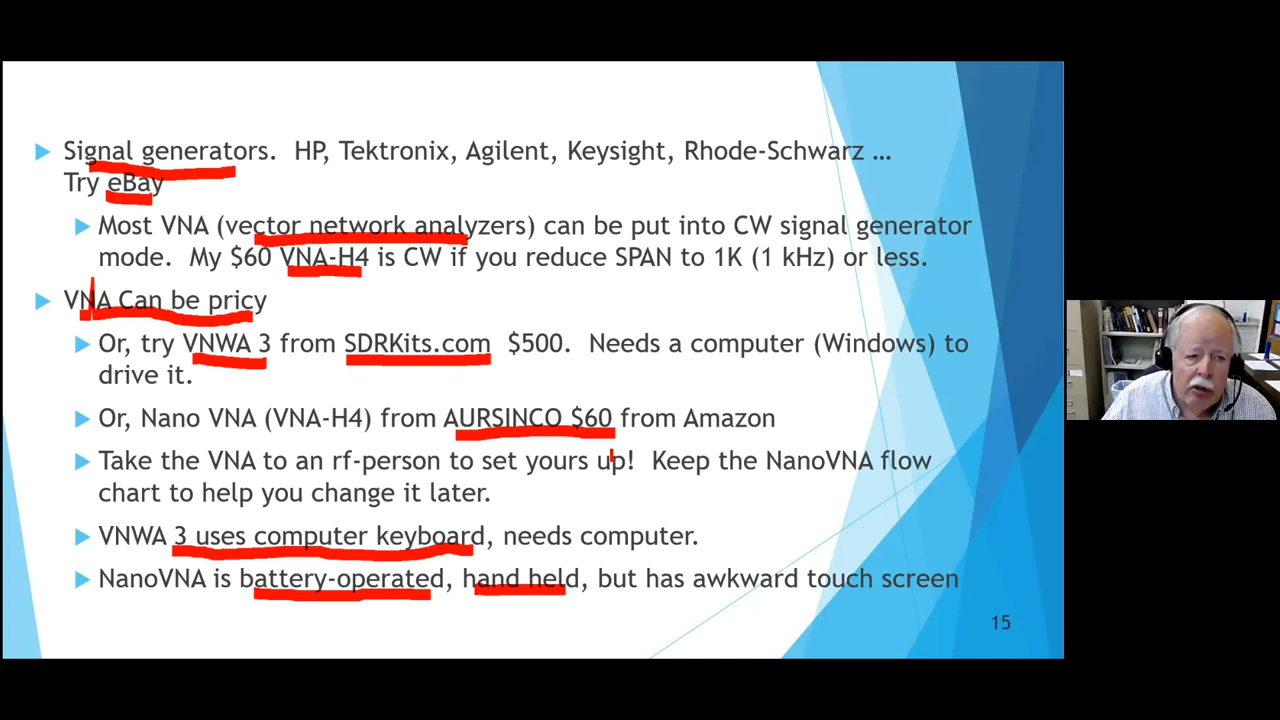 Signal generators. HP, Tektronix, Agilent, Keysight, Rhode-Schwarz …
Try eBay
Most VNA (vector network analyzers) can be put into CW signal generator
mode. My $60 VNA-H4 is CW if you reduce SPAN to 1K (1 kHz) or less.
VNA Can be pricy
Or, try VNWA 3 from SDRKits.com $500. Needs a computer (Windows) to
drive it.
Or, Nano VNA (VNA-H4) from AURSINCO $60 from Amazon
Take the VNA to an rf-person to set yours up! Keep the NanoVNA flow
chart to help you change it later.
VNWA 3 uses computer keyboard, needs computer.
NanoVNA is battery-operated, hand held, but has awkward touch screen
15